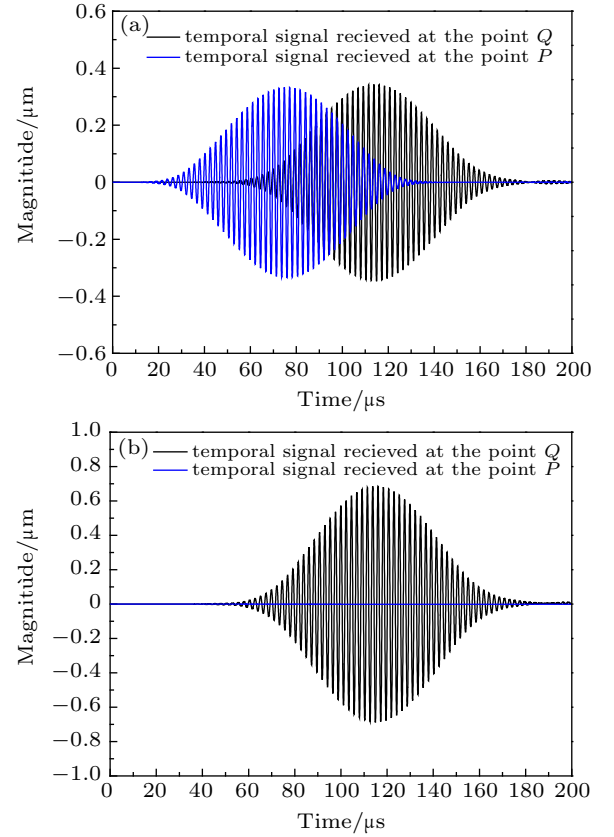 (a)
temporal signal recieved at the point Q
temporal signal recieved at the point P
Magnitùde/μm
0.6
0.4
0.2
0
−0.2
−0.4
−0.6
0 20 40 60 80 100 120 140 160 180 200
Time/μs
(b)
temporal signal recieved at the point Q
temporal signal recieved at the point P
Magnitùde/μm
1.0
0.8
0.6
0.4
0.2
0
−0.2
−0.4
−0.6
−0.8
−1.0
0 20 40 60 80 100 120 140 160 180 200
Time/μs